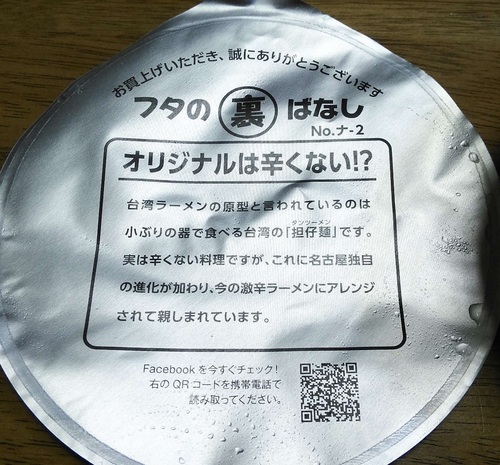 お買上げいただき、誠にありがとうございます
フタの裏ばなし
No.ナ-2
オリジナルは辛くない!?
台湾ラーメンの原型と言われているのは
タンツーメン
小ぶりの器で食べる台湾の「担仔麺」です。
実は辛くない料理ですが、これに名古屋独自
の進化が加わり、今の激辛ラーメンにアレンジ
されて親しまれています。
Facebookを今すぐチェック!
右のQRコードを携帯電話で
読み取ってください。